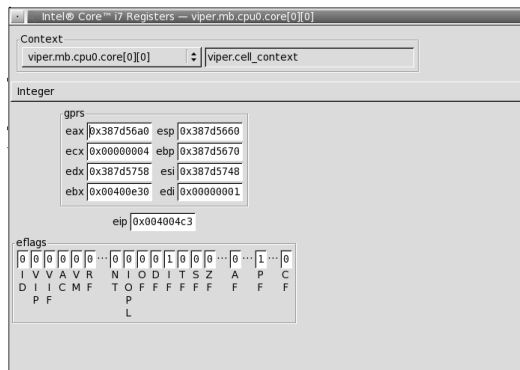 Intel® Core™ i7 Registers — viper.mb.cpu0.core[0][0]
Context
viper.mb.cpu0.core[0][0] viper.cell_context
Integer
gprs
eax 0x387d56a0 esp 0x387d5660
ecx 0x00000004 ebp 0x387d5670
edx 0x387d5758 esi 0x387d5748
ebx 0x00400e30 edi 0x00000001
eip 0x004004c3
eflags
0 0 0 0 0 0 ... 0 0 0 0 1 0 0 0 ... 0 ... 1 ... 0
I V V A V R N I O D I T S Z A P C
D I I C M F T O F F F F F F F F F
P F P
L